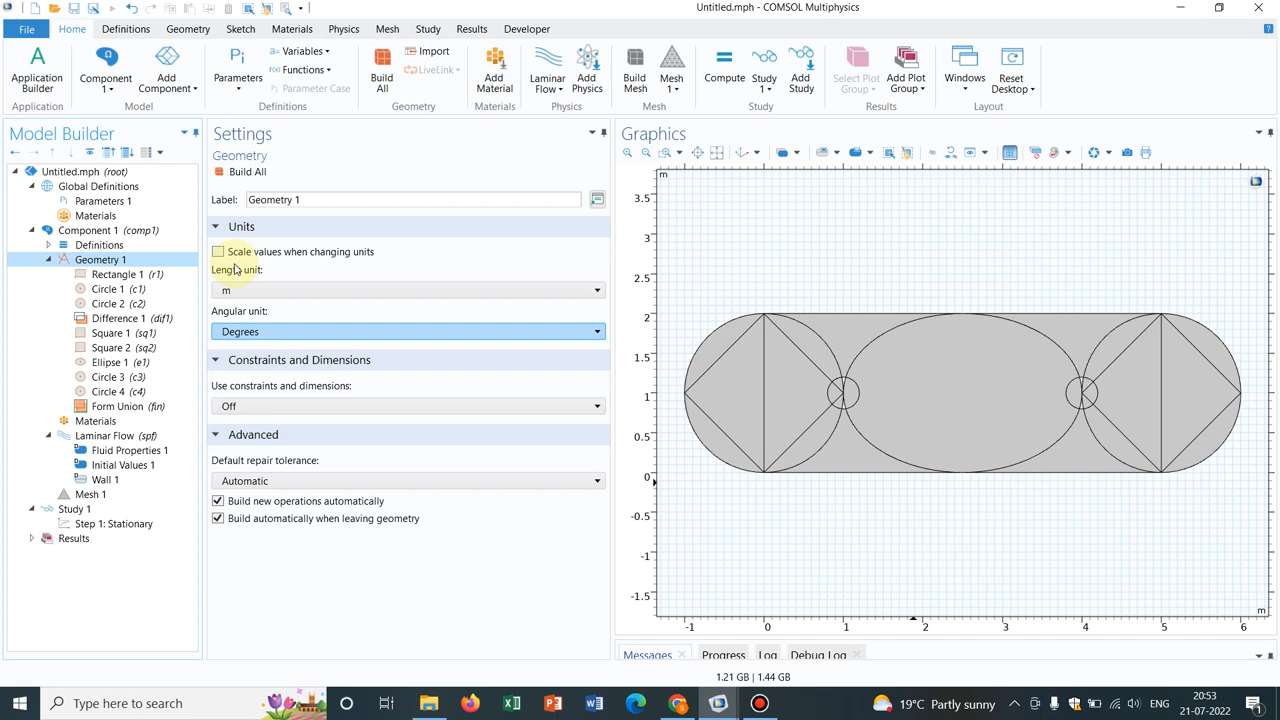 Untitled.mph - COMSOL Multiphysics
File Home Definitions Geometry Sketch Materials Physics Mesh Study Results Developer
Application Builder
Component 1
Add Component
Parameters
a= Variables
f(x) Functions
Pi Parameter Case
Build All
Import
LiveLink
Add Material
Laminar Flow
Add Physics
Build Mesh
Mesh 1
Compute
Study 1
Add Study
Select Plot Group
Add Plot Group
Windows
Reset Desktop
Application Model Definitions Geometry Materials Physics Mesh Study Results Layout
Model Builder
Untitled.mph (root)
Global Definitions
Parameters 1
Materials
Component 1 (comp1)
Definitions
Geometry 1
Rectangle 1 (r1)
Circle 1 (c1)
Circle 2 (c2)
Difference 1 (dif1)
Square 1 (sq1)
Square 2 (sq2)
Ellipse 1 (e1)
Circle 3 (c3)
Circle 4 (c4)
Form Union (fin)
Materials
Laminar Flow (spf)
Fluid Properties 1
Initial Values 1
Wall 1
Mesh 1
Study 1
Step 1: Stationary
Results
Settings
Geometry
Build All
Label: Geometry 1
Units
Scale values when changing units
Length unit:
m
Angular unit:
Degrees
Constraints and Dimensions
Use constraints and dimensions:
Off
Advanced
Default repair tolerance:
Automatic
Build new operations automatically
Build automatically when leaving geometry
Graphics
m
3.5
3
2.5
2
1.5
1
0.5
0
-0.5
-1
-1.5
m
-1 0 1 2 3 4 5 6
Messages Progress Log Debug Log
1.21 GB | 1.44 GB
Type here to search
19°C Partly sunny
ENG
20:53
21-07-2022